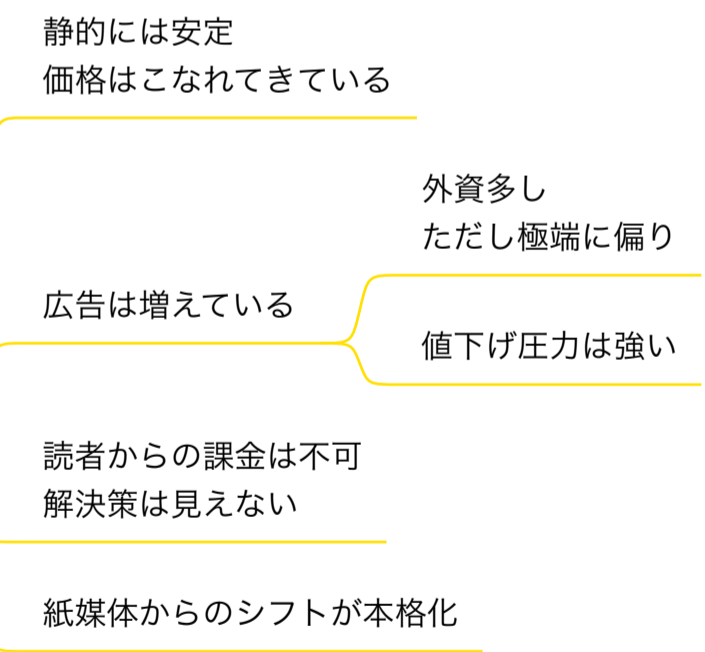 静的には安定
価格はこなれてきている
広告は増えている
外資多し
ただし極端に偏り
値下げ圧力は強い
読者からの課金は不可
解決策は見えない
紙媒体からのシフトが本格化